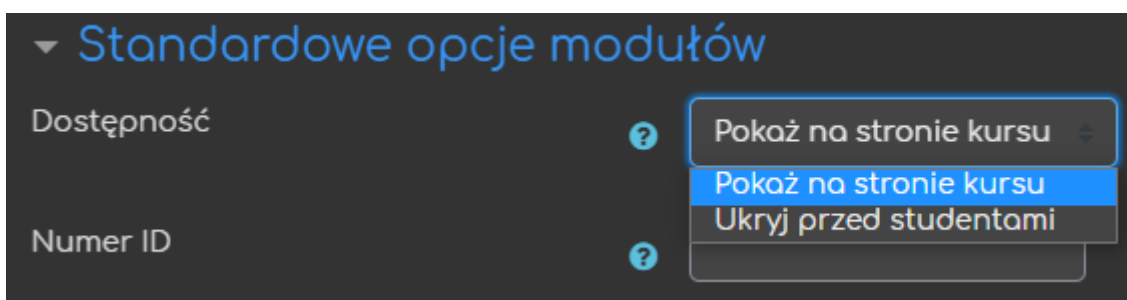 Standardowe opcje modułów
Dostępność
Pokaż na stronie kursu
Pokaż na stronie kursu
Ukryj przed studentami
Numer ID